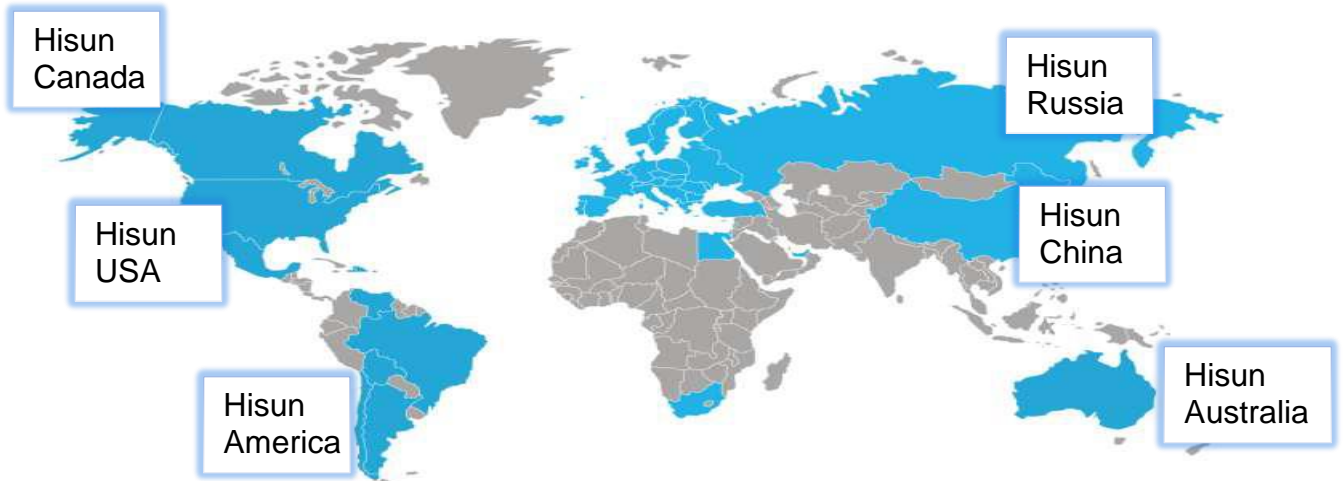 Hisun
Canada
Hisun
Russia
Hisun
USA
Hisun
China
Hisun
America
Hisun
Australia